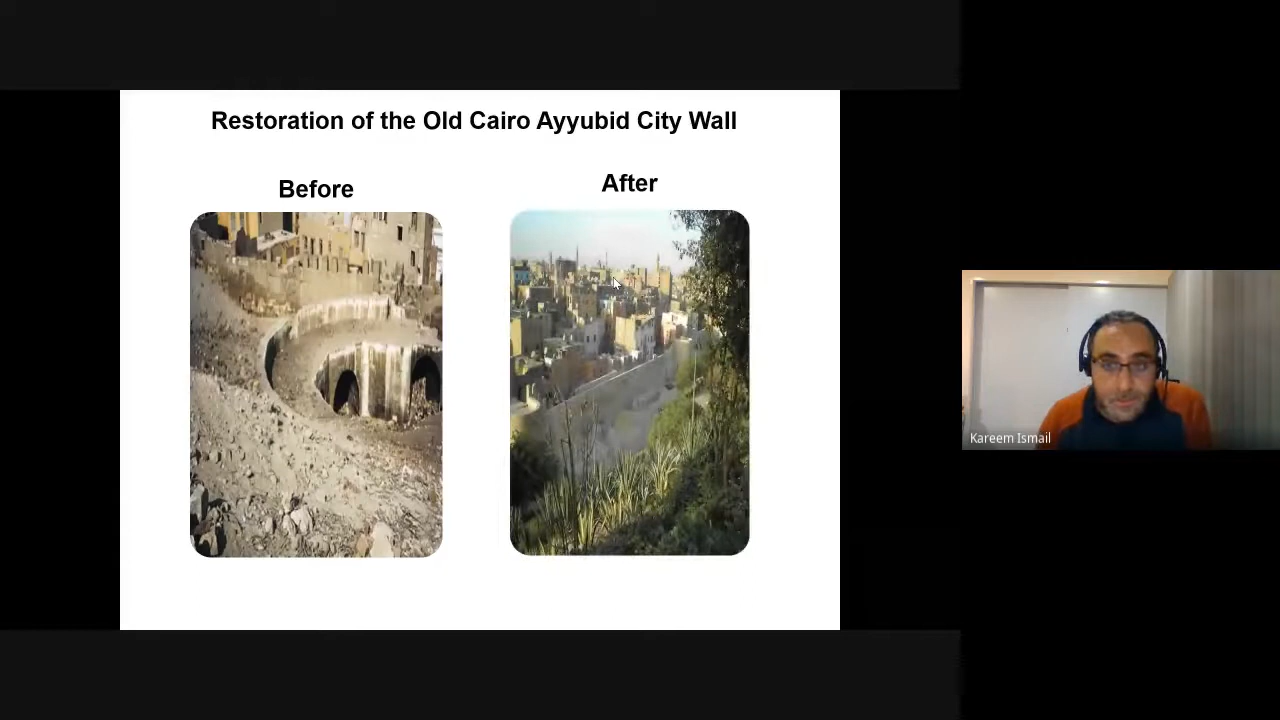 Restoration of the Old Cairo Ayyubid City Wall
Before
After
Kareem Ismail